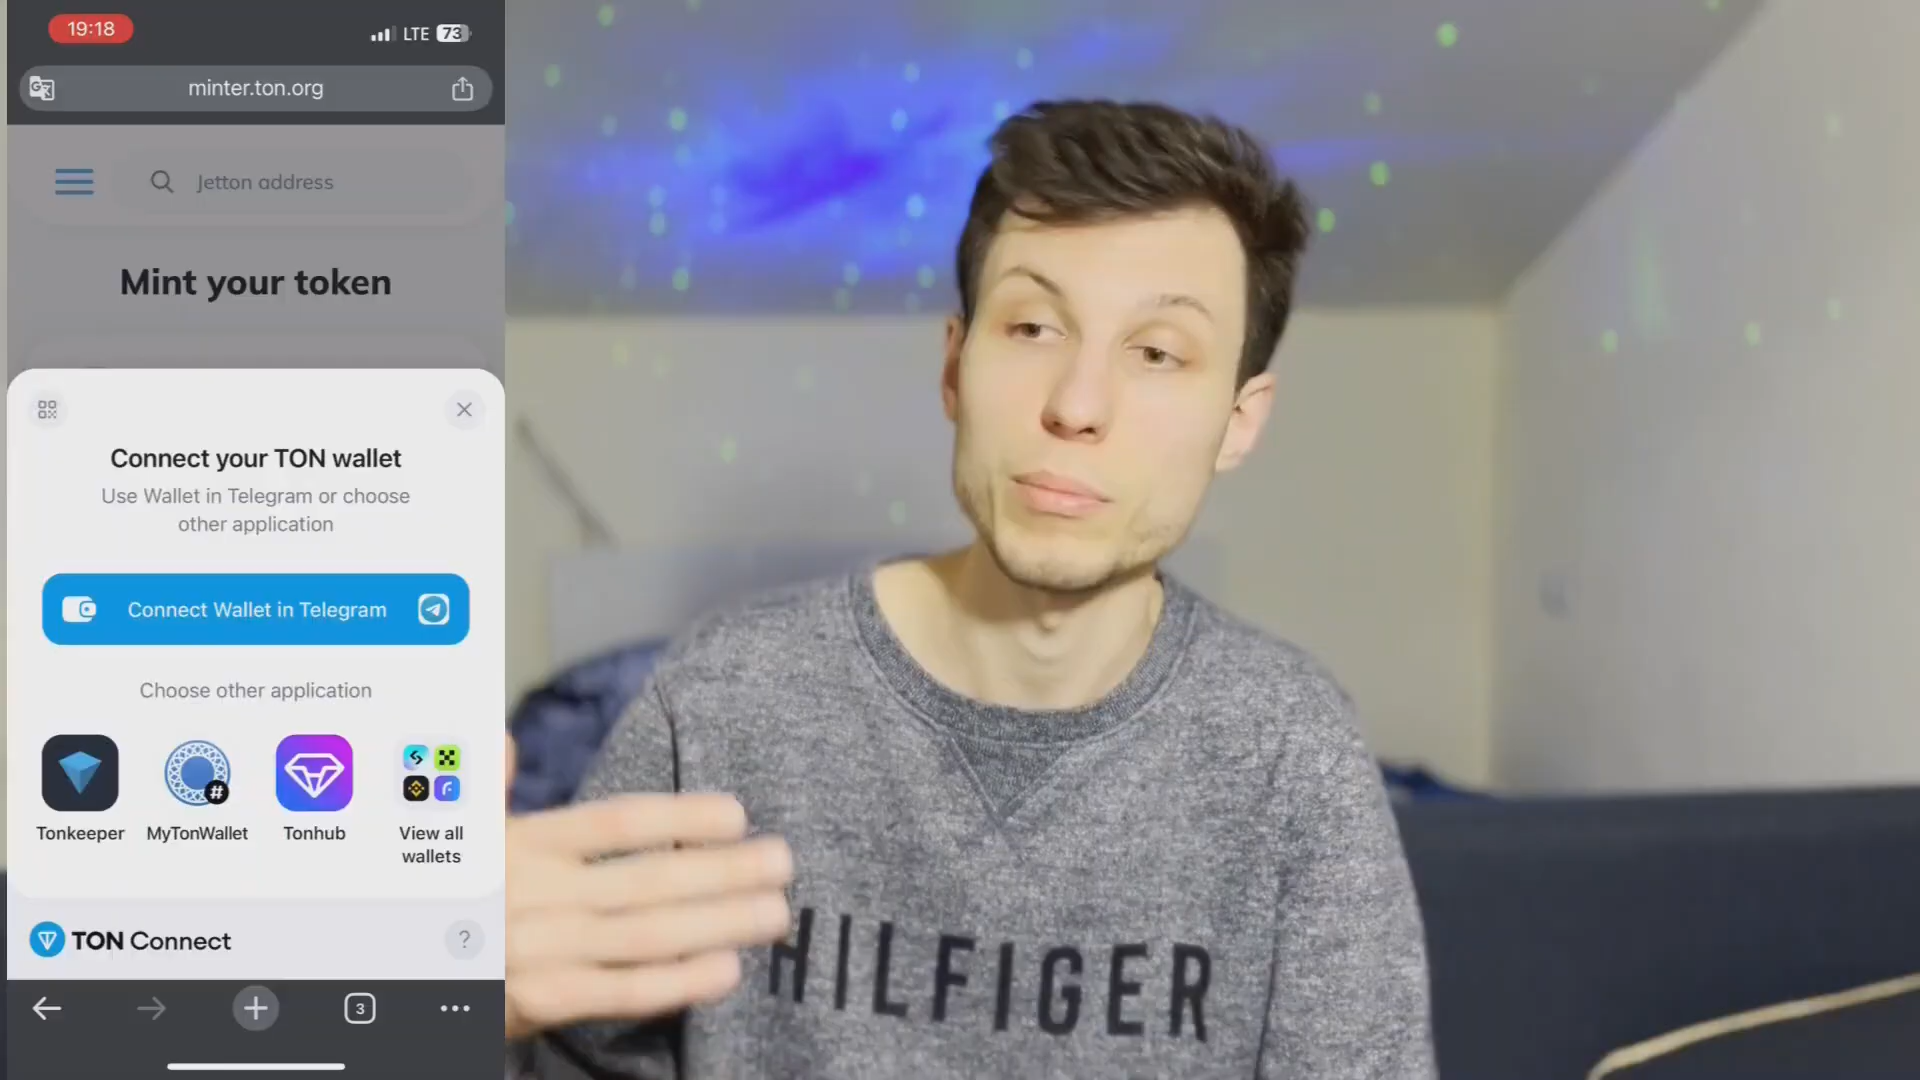 19:18
LTE 73
minter.ton.org
Jetton address
Mint your token
Connect your TON wallet
Use Wallet in Telegram or choose
other application
Connect Wallet in Telegram
Choose other application
Tonkeeper
MyTonWallet
Tonhub
View all
wallets
TON Connect
?
3
HILFIGER